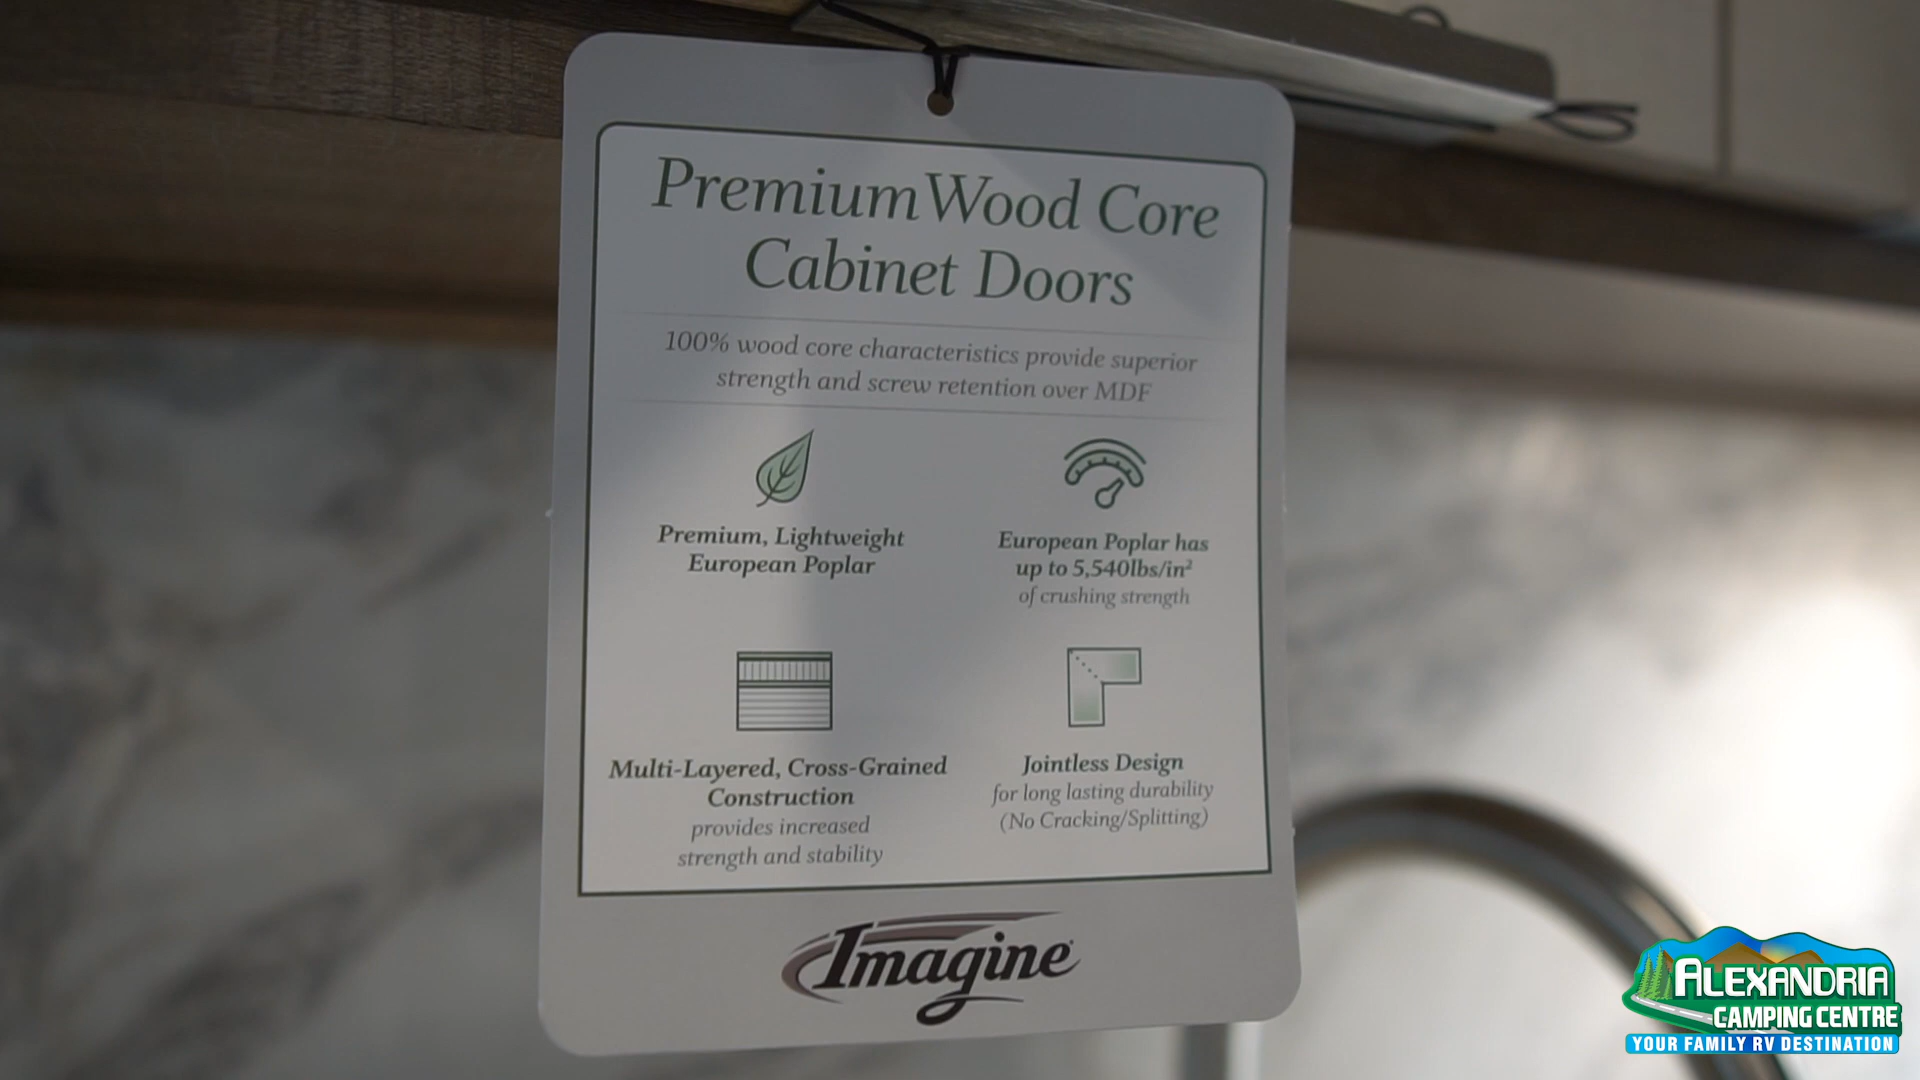 Premium Wood Core
Cabinet Doors
100% wood core characteristics provide superior
strength and screw retention over MDF
Premium, Lightweight
European Poplar
European Poplar has
up to 5,540lbs/in²
of crushing strength
Multi-Layered, Cross-Grained
Construction
provides increased
strength and stability
Jointless Design
for long lasting durability
(No Cracking/Splitting)
Imagine
ALEXANDRIA
CAMPING CENTRE
YOUR FAMILY RV DESTINATION